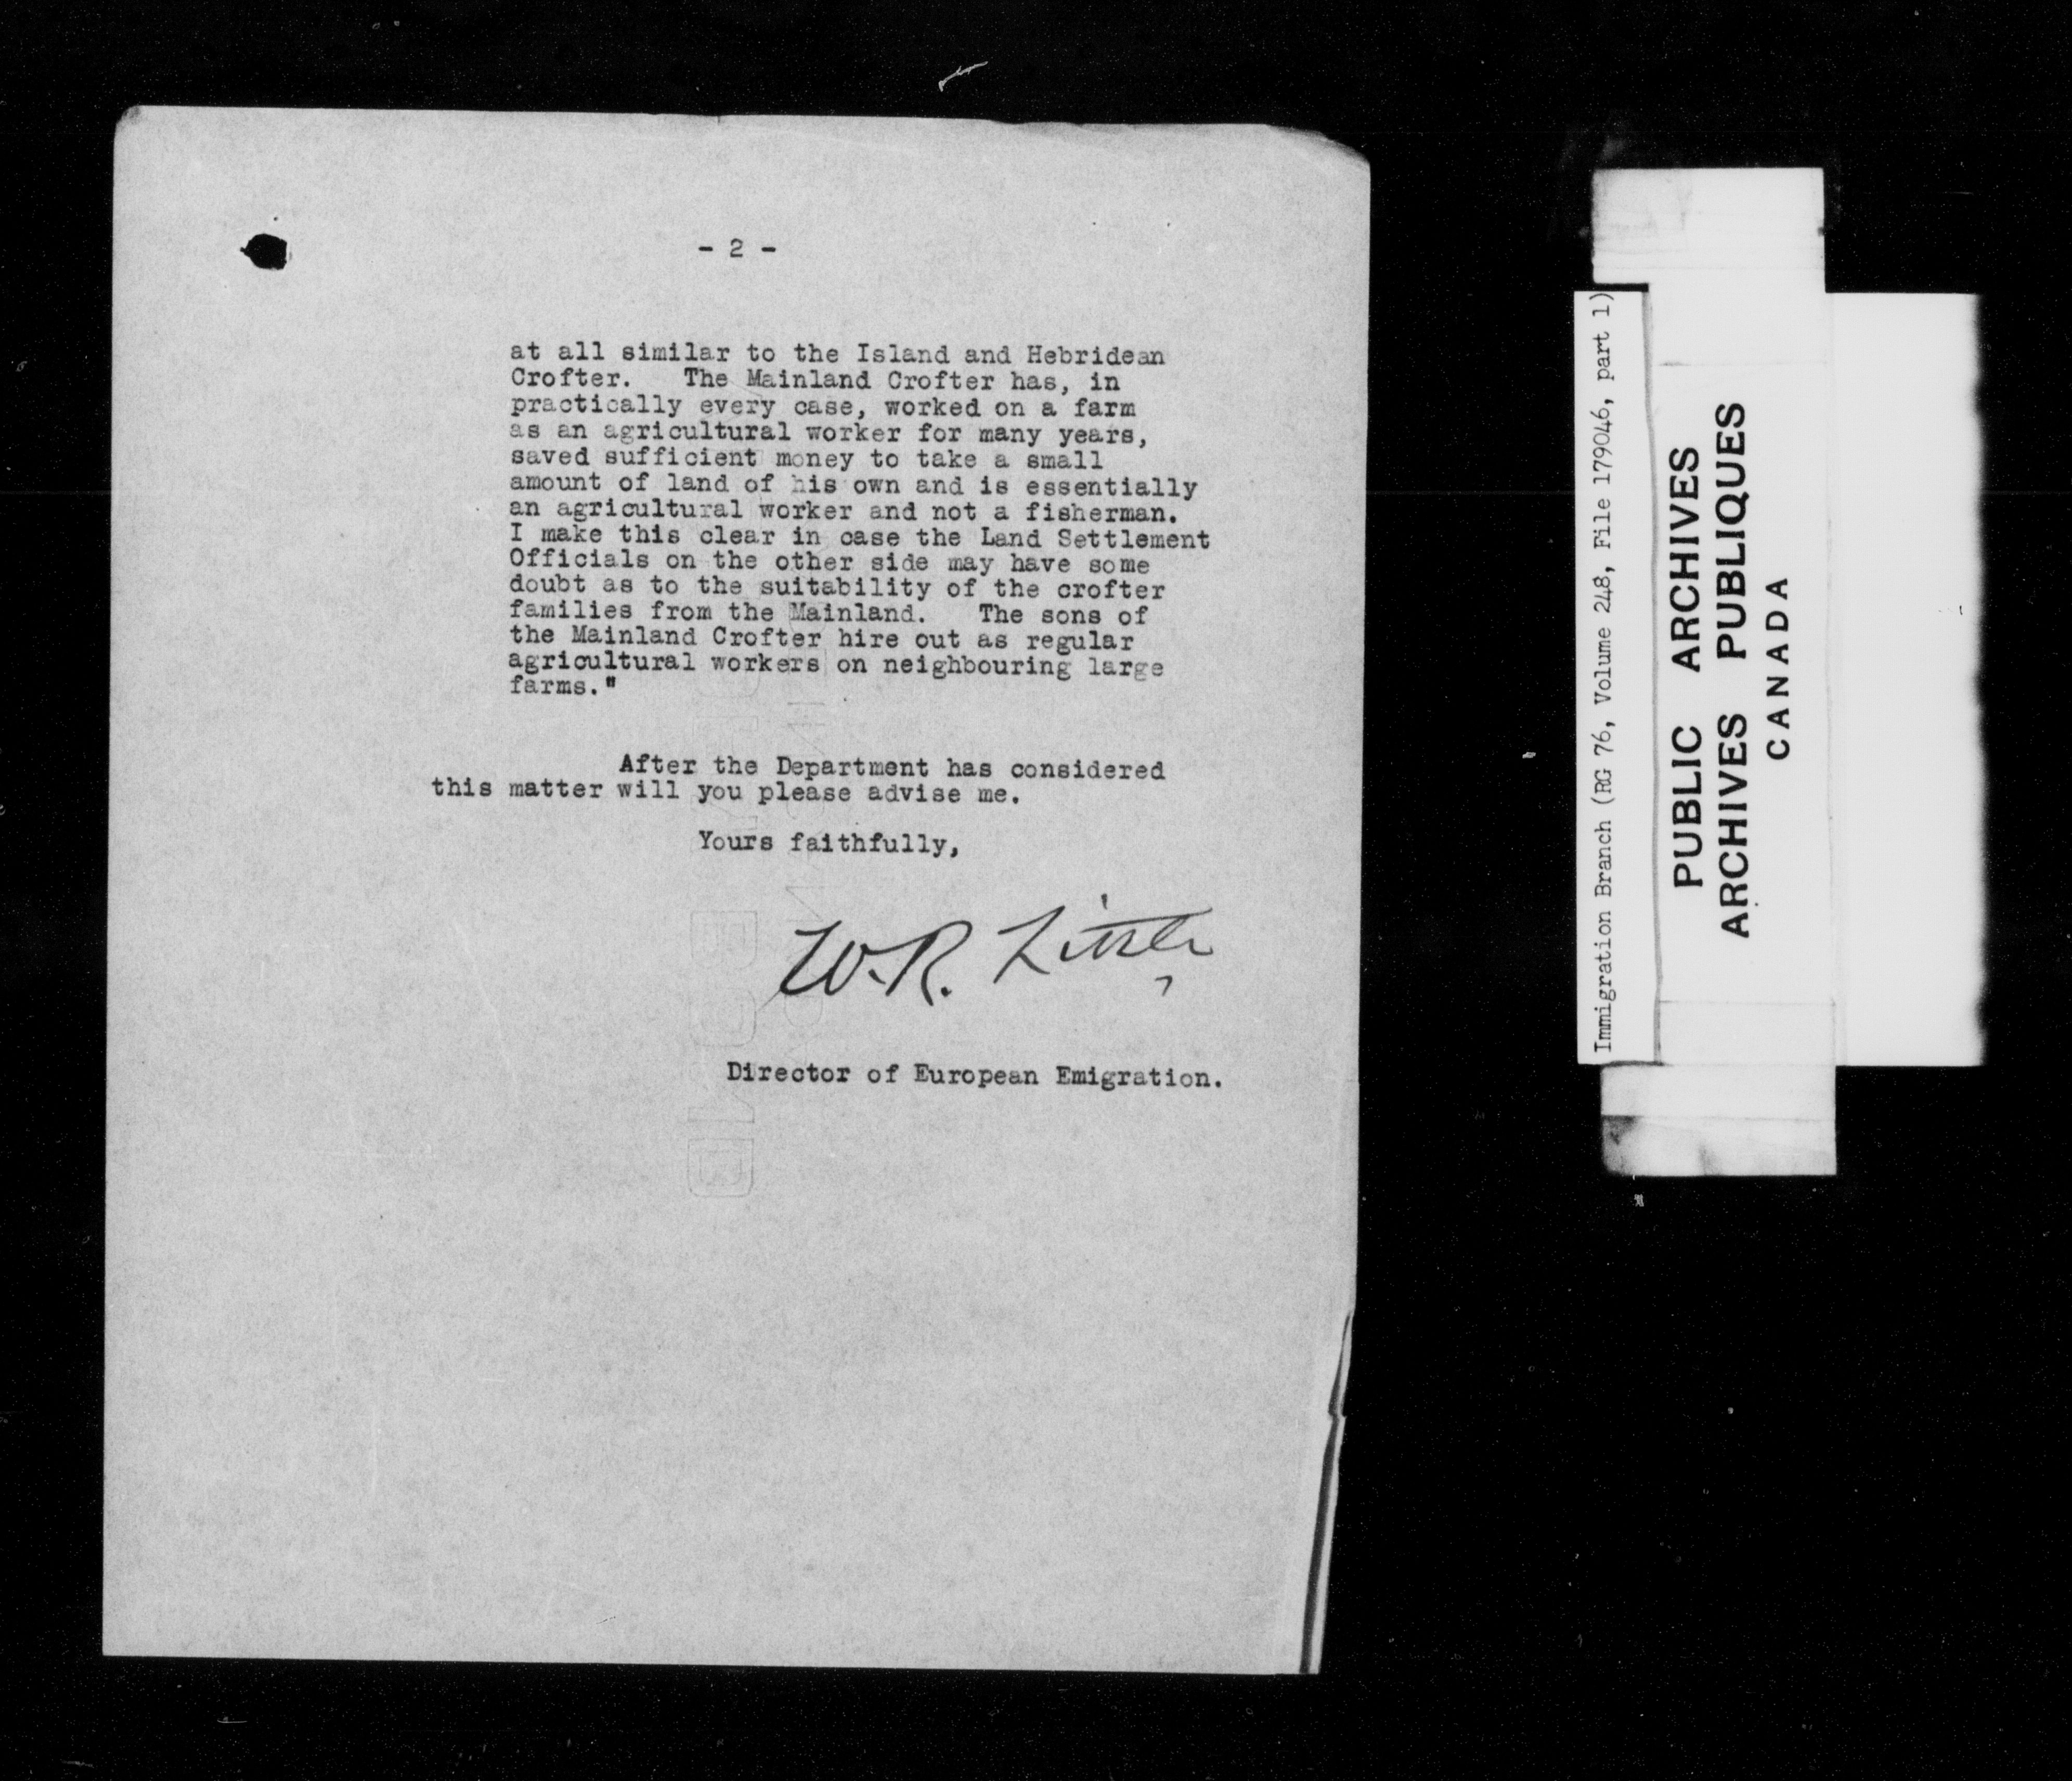 - 2 -
at all similar to the Island and Hebridean
Crofter. The Mainland Crofter has, in
practically every case, worked on a farm
as an agricultural worker for many years,
saved sufficient money to take a small
amount of land of his own and is essentially
an agricultural worker and not a fisherman.
I make this clear in case the Land Settlement
Officials on the other side may have some
doubt as to the suitability of the crofter
families from the Mainland. The sons of
the Mainland Crofter hire out as regular
agricultural workers on neighbouring large
farms."
After the Department has considered
this matter will you please advise me.
Yours faithfully,
W. R. Little
Director of European Emigration.
Immigration Branch (RG 76, Volume 248, File 179046, part 1)
PUBLIC ARCHIVES
ARCHIVES PUBLIQUES
CANADA